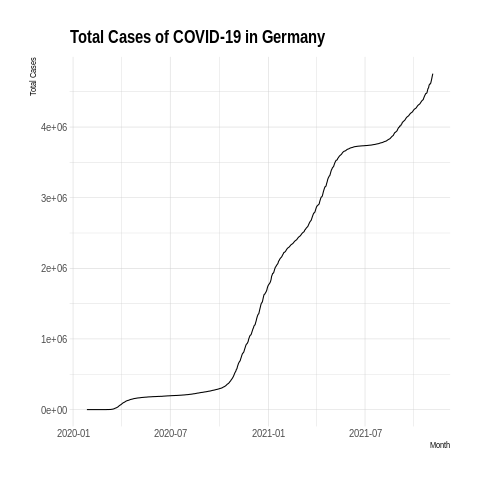 Total Cases of COVID-19 in Germany
Total Cases
4e+06
3e+06
2e+06
1e+06
0e+00
2020-01 2020-07 2021-01 2021-07
Month